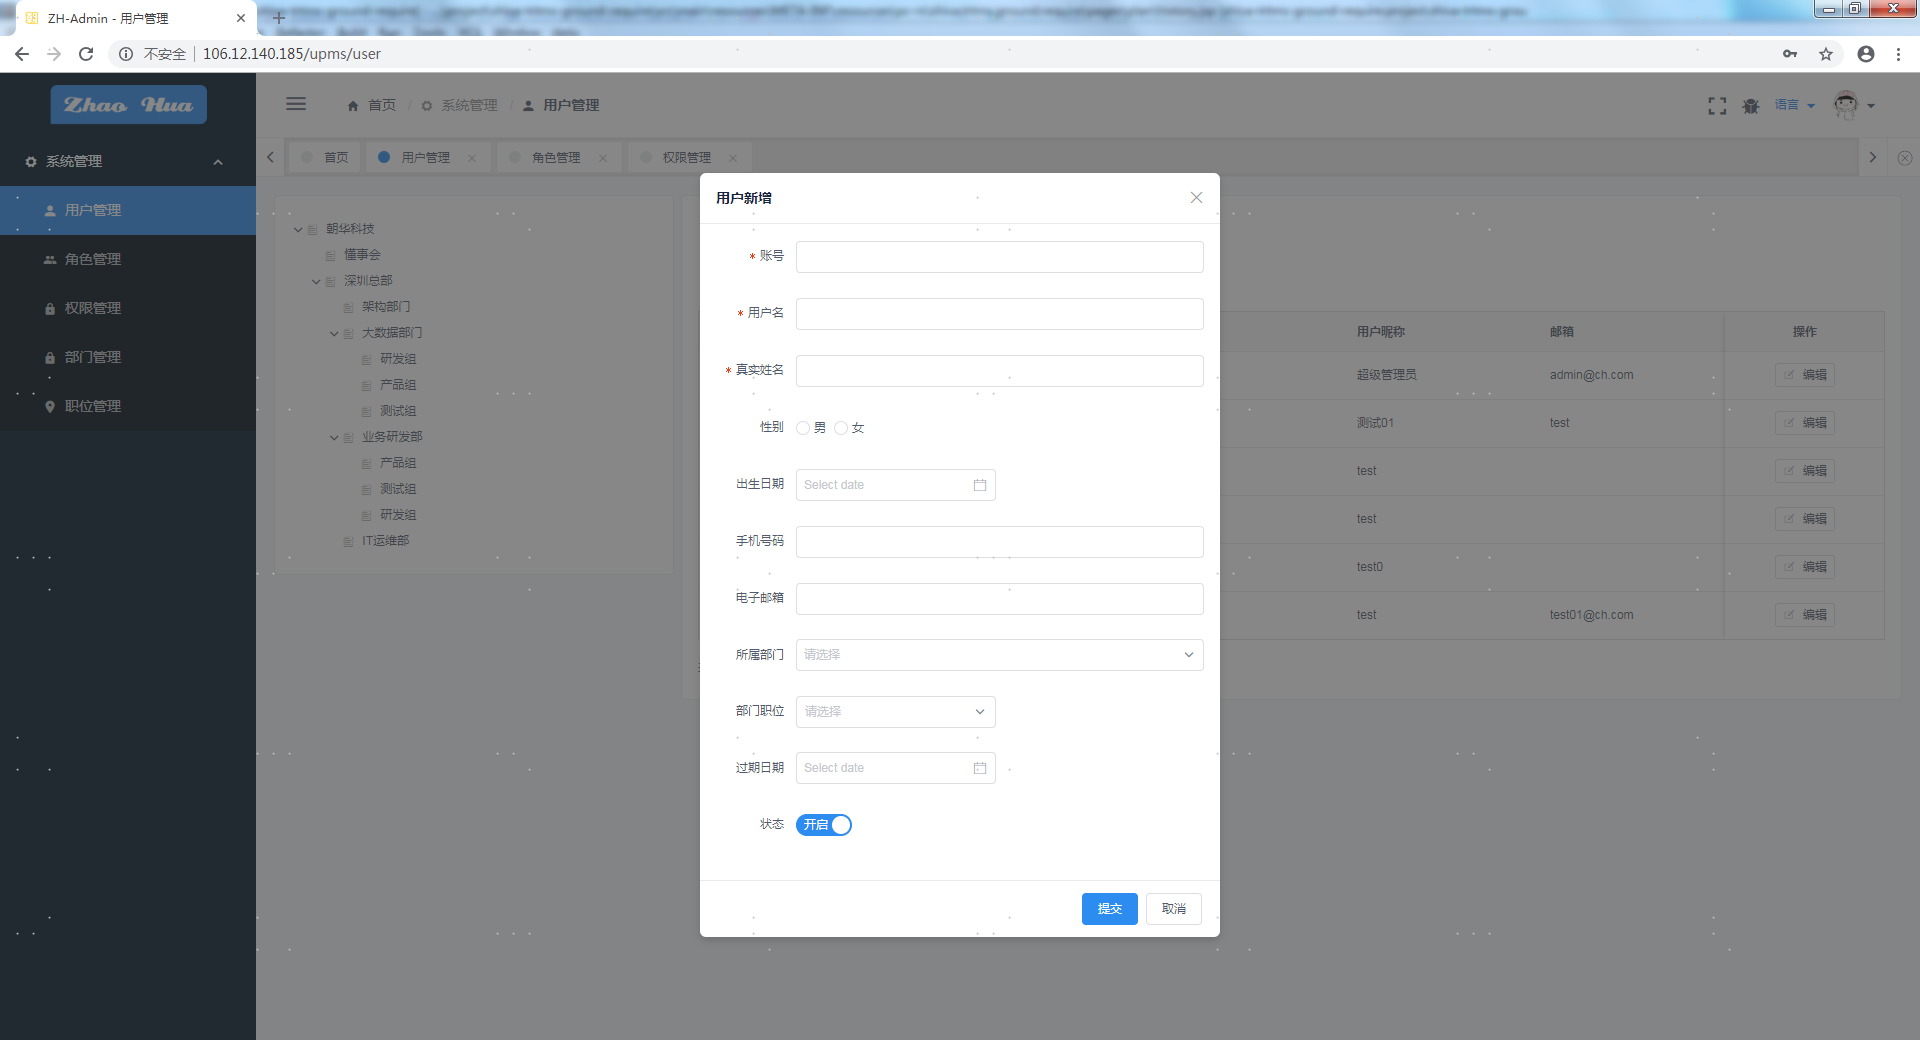 ZH-Admin - 用户管理
不安全 106.12.140.185/upms/user
Zhao Hua
首页 / 系统管理 / 用户管理
语言
系统管理
用户管理
角色管理
权限管理
部门管理
职位管理
首页 用户管理 角色管理 权限管理
朝华科技
懂事会
深圳总部
架构部门
大数据部门
研发组
产品组
测试组
业务研发部
产品组
测试组
研发组
IT运维部
用户新增
* 账号
* 用户名
* 真实姓名
性别 男 女
出生日期 Select date
手机号码
电子邮箱
所属部门 请选择
部门职位 请选择
过期日期 Select date
状态 开启
提交 取消
用户昵称 邮箱 操作
超级管理员 admin@ch.com 编辑
测试01 test 编辑
test 编辑
test 编辑
test0 编辑
test test01@ch.com 编辑